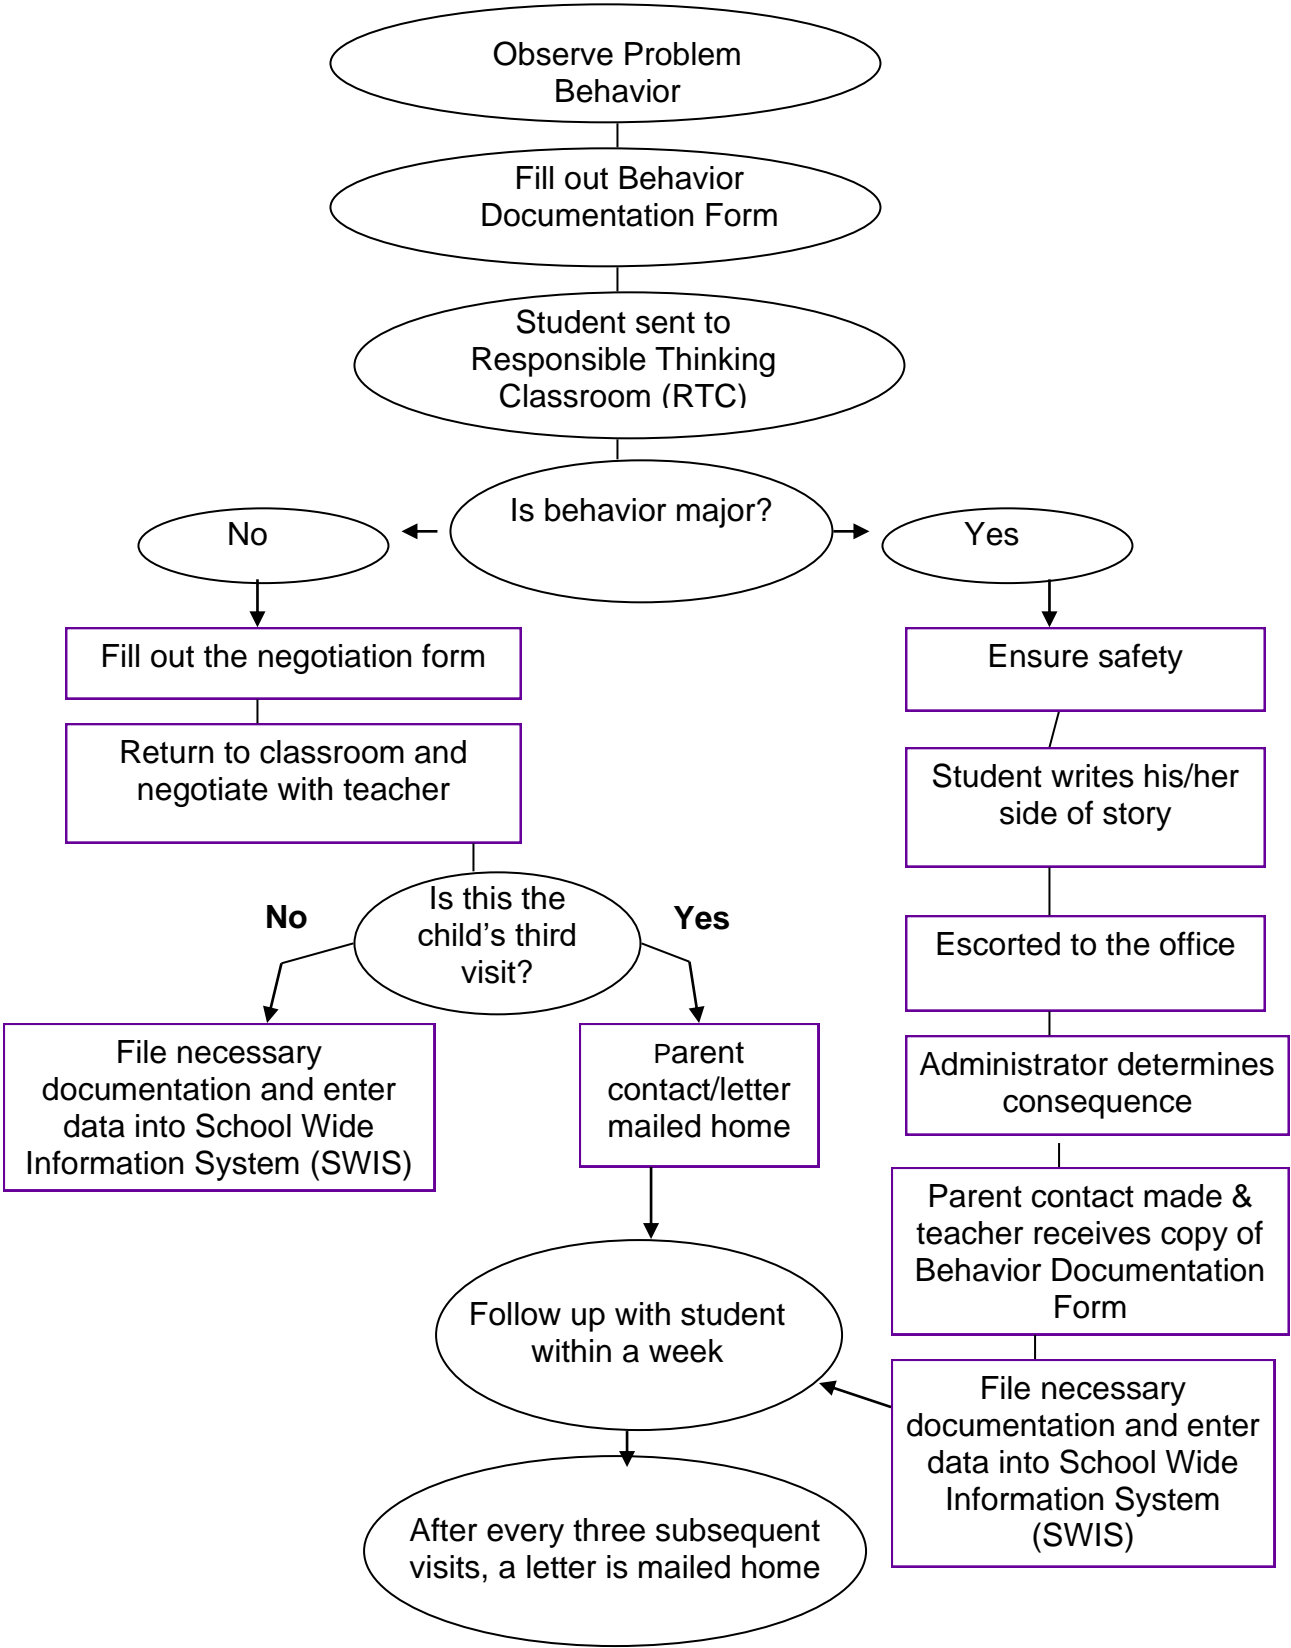 Observe Problem
Behavior
Fill out Behavior
Documentation Form
Student sent to
Responsible Thinking
Classroom (RTC)
Is behavior major?
No
Yes
Fill out the negotiation form
Return to classroom and
negotiate with teacher
Ensure safety
Student writes his/her
side of story
Is this the
child’s third
visit?
No
Yes
Escorted to the office
File necessary
documentation and enter
data into School Wide
Information System (SWIS)
Parent
contact/letter
mailed home
Administrator determines
consequence
Parent contact made &
teacher receives copy of
Behavior Documentation
Form
Follow up with student
within a week
File necessary
documentation and enter
data into School Wide
Information System
(SWIS)
After every three subsequent
visits, a letter is mailed home